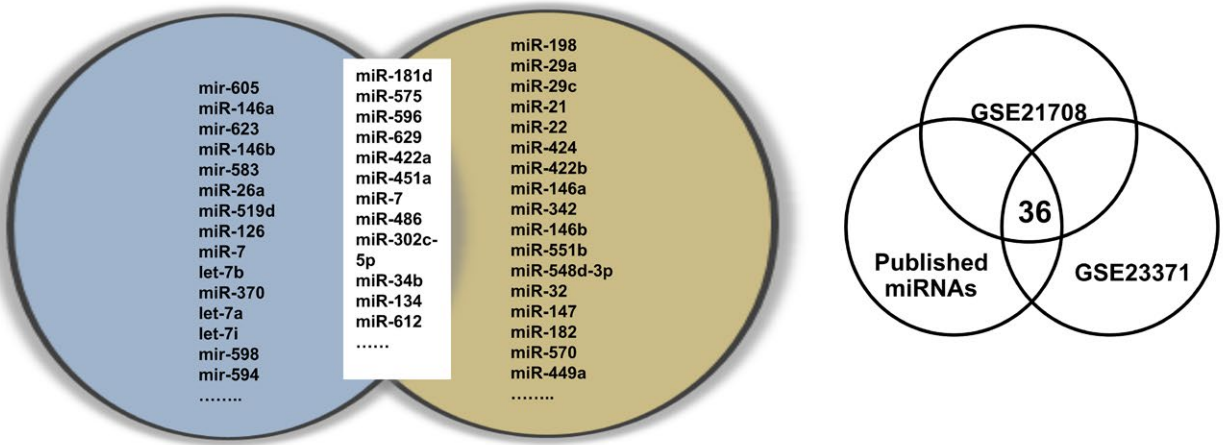 mir-605
miR-146a
mir-623
miR-146b
mir-583
miR-26a
miR-519d
miR-126
miR-7
let-7b
miR-370
let-7a
let-7i
mir-598
mir-594
........
miR-181d
miR-575
miR-596
miR-629
miR-422a
miR-451a
miR-7
miR-486
miR-302c-
5p
miR-34b
miR-134
miR-612
......
miR-198
miR-29a
miR-29c
miR-21
miR-22
miR-424
miR-422b
miR-146a
miR-342
miR-146b
miR-551b
miR-548d-3p
miR-32
miR-147
miR-182
miR-570
miR-449a
........
GSE21708
36
Published
miRNAs
GSE23371